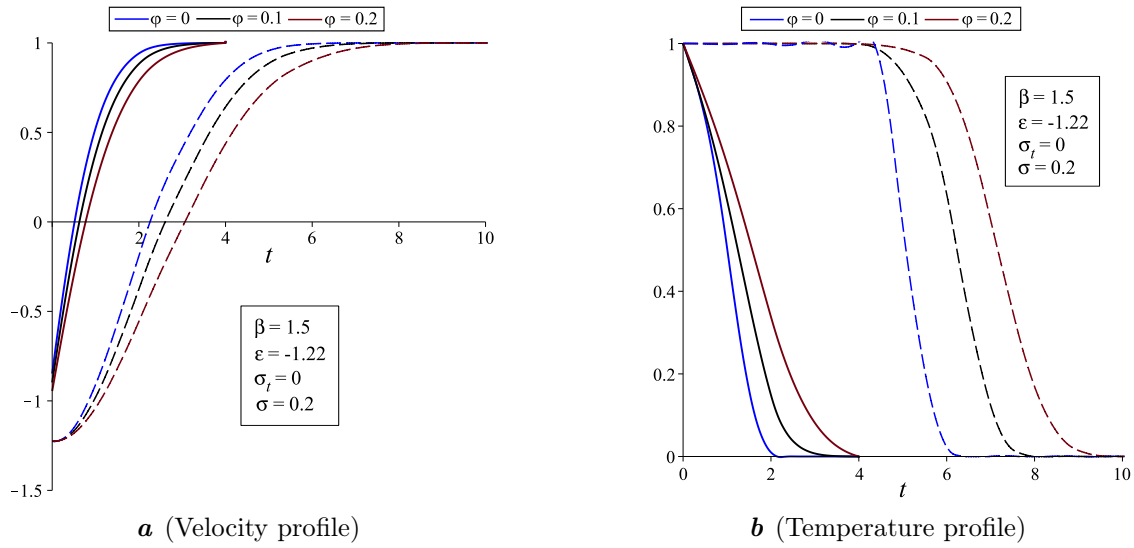 φ = 0 φ = 0.1 φ = 0.2
1
0.5
0
2 4 6 8 10
t
−0.5
−1
−1.5
β = 1.5
ε = -1.22
σ_t = 0
σ = 0.2
a (Velocity profile)
φ = 0 φ = 0.1 φ = 0.2
1
0.8
0.6
0.4
0.2
0
0 2 4 6 8 10
t
β = 1.5
ε = -1.22
σ_t = 0
σ = 0.2
b (Temperature profile)